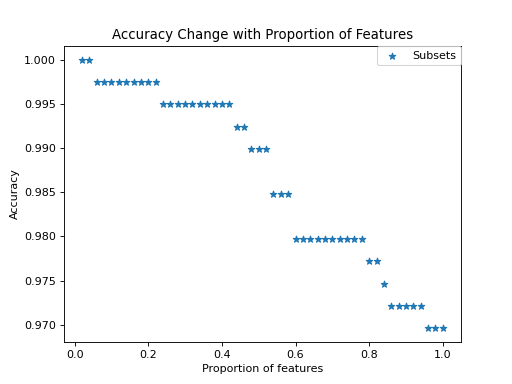 Accuracy Change with Proportion of Features
Subsets
1.000
0.995
0.990
0.985
0.980
0.975
0.970
Accuracy
0.0 0.2 0.4 0.6 0.8 1.0
Proportion of features